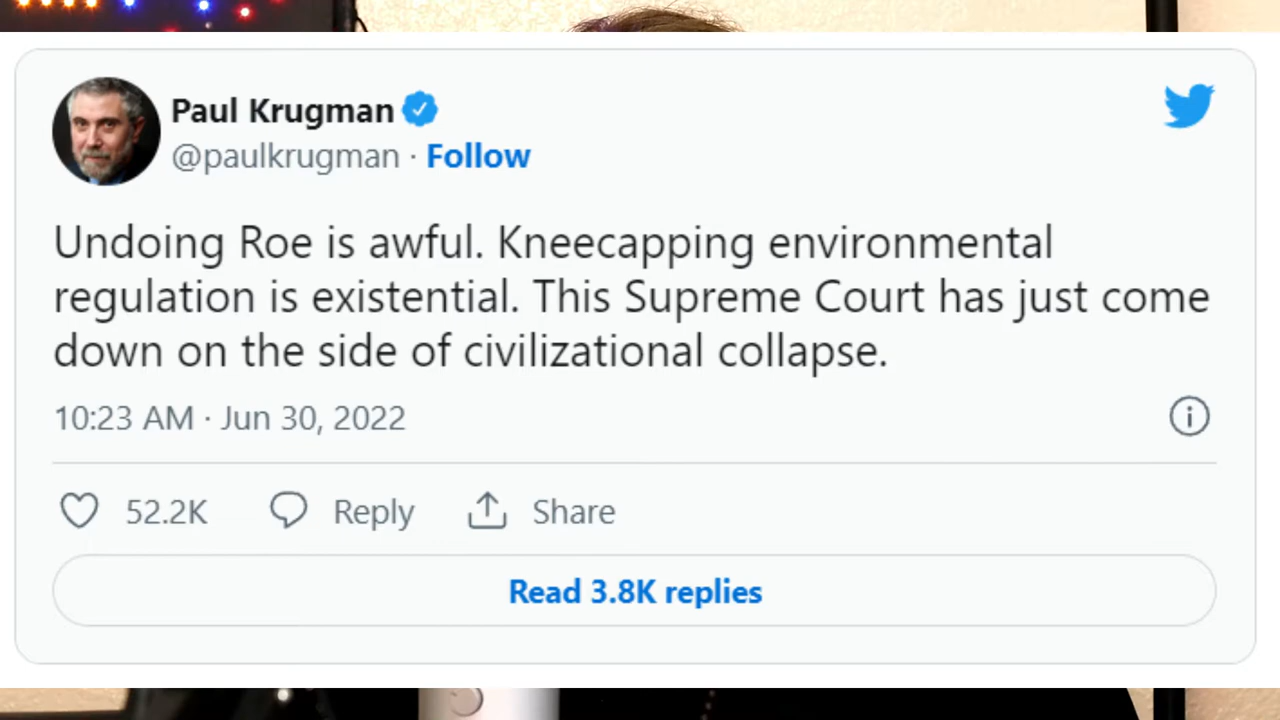 Paul Krugman
@paulkrugman · Follow
Undoing Roe is awful. Kneecapping environmental
regulation is existential. This Supreme Court has just come
down on the side of civilizational collapse.
10:23 AM · Jun 30, 2022
52.2K Reply Share
Read 3.8K replies